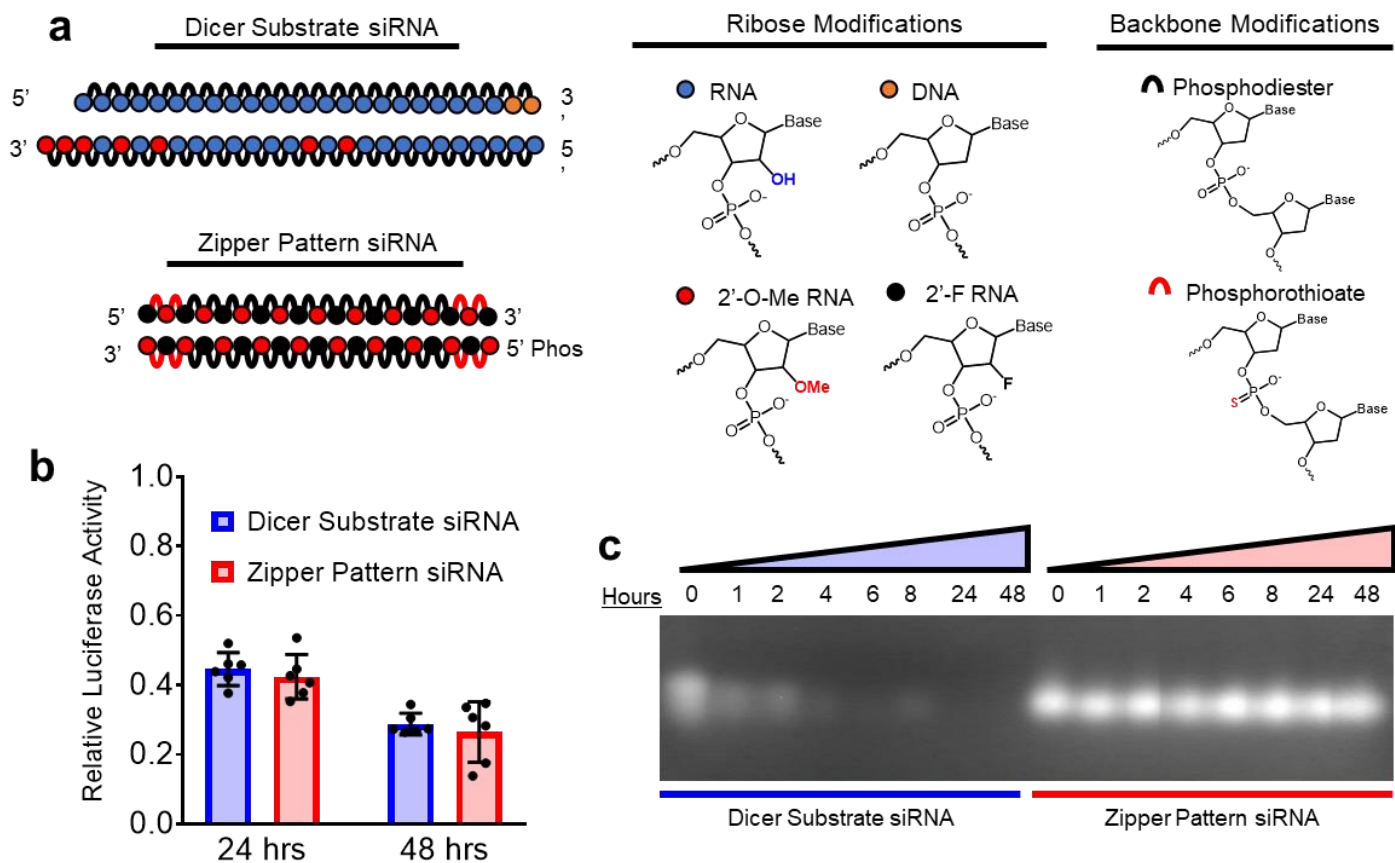 a
Dicer Substrate siRNA
5’
3
’
3’
5
’
Zipper Pattern siRNA
5’
3’
3’
5’ Phos
Ribose Modifications
RNA
DNA
O
Base
O
OH
O
O
P
O-
O
O
O
Base
O
O
P
O-
O
O
2’-O-Me RNA
2’-F RNA
O
Base
O
OMe
O
O
P
O-
O
O
O
Base
O
F
O
O
P
O-
O
O
Backbone Modifications
Phosphodiester
O
Base
O
O
P
O-
O
O
O
Base
O
Phosphorothioate
O
Base
O
S
P
O-
O
O
Base
O
b
Relative Luciferase Activity
1.0
0.8
0.6
0.4
0.2
0.0
Dicer Substrate siRNA
Zipper Pattern siRNA
24 hrs
48 hrs
c
Hours
0 1 2 4 6 8 24 48 0 1 2 4 6 8 24 48
Dicer Substrate siRNA
Zipper Pattern siRNA